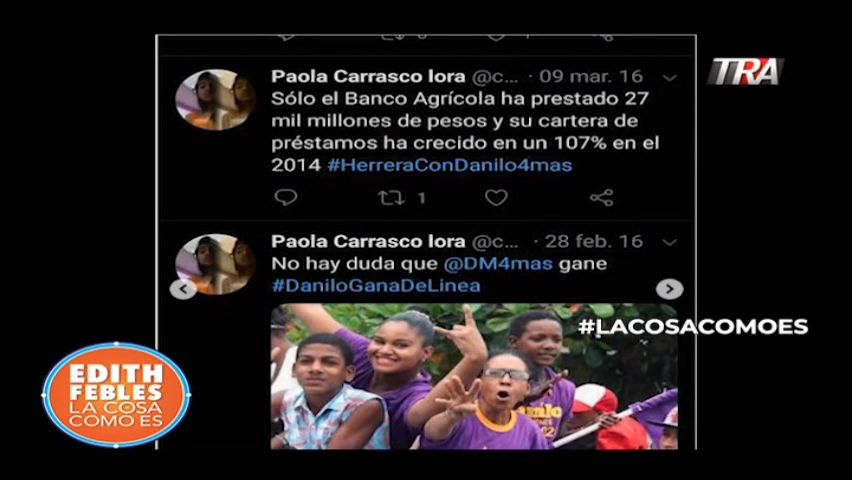 Paola Carrasco lora @c... · 09 mar. 16
Sólo el Banco Agrícola ha prestado 27
mil millones de pesos y su cartera de
préstamos ha crecido en un 107% en el
2014 #HerreraConDanilo4mas
1
Paola Carrasco lora @c... · 28 feb. 16
No hay duda que @DM4mas gane
#DaniloGanaDeLinea
TRA
#LACOSACOMOES
EDITH
FEBLES
LA COSA
COMO ES